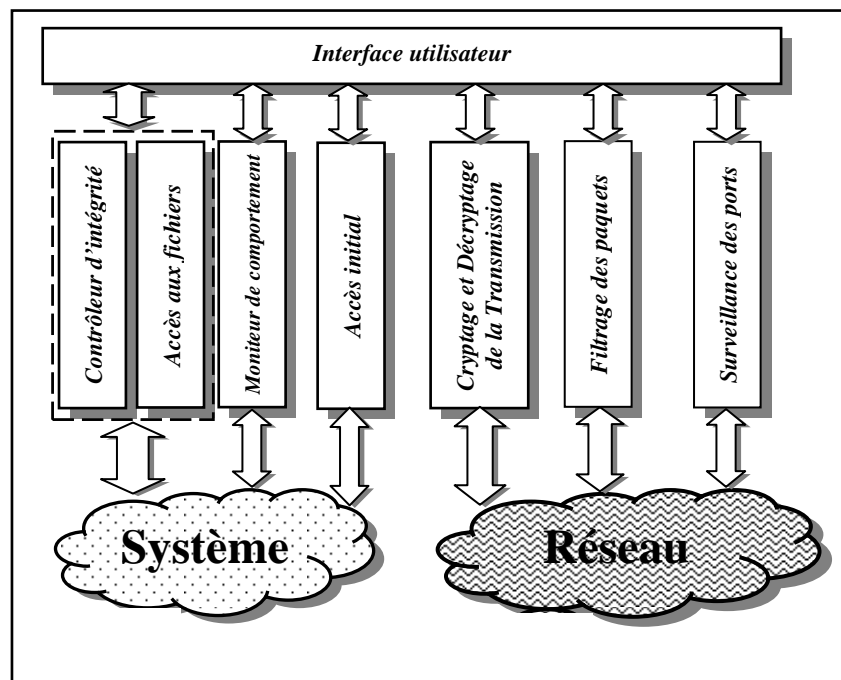 Interface utilisateur
Contrôleur d'intégrité
Accès aux fichiers
Moniteur de comportement
Accès initial
Cryptage et Décryptage
de la Transmission
Filtrage des paquets
Surveillance des ports
Système
Réseau